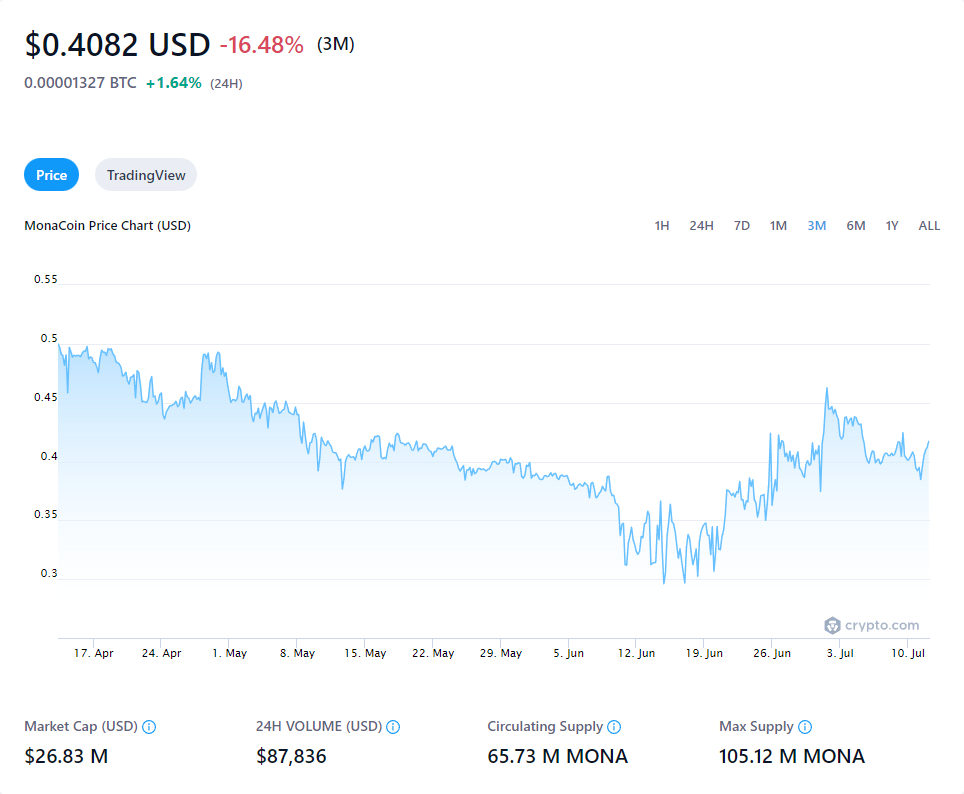 $0.4082 USD -16.48% (3M)
0.00001327 BTC +1.64% (24H)
Price TradingView
MonaCoin Price Chart (USD) 1H 24H 7D 1M 3M 6M 1Y ALL
0.55
0.5
0.45
0.4
0.35
0.3
crypto.com
17. Apr 24. Apr 1. May 8. May 15. May 22. May 29. May 5. Jun 12. Jun 19. Jun 26. Jun 3. Jul 10. Jul
Market Cap (USD) 24H VOLUME (USD) Circulating Supply Max Supply
$26.83 M $87,836 65.73 M MONA 105.12 M MONA